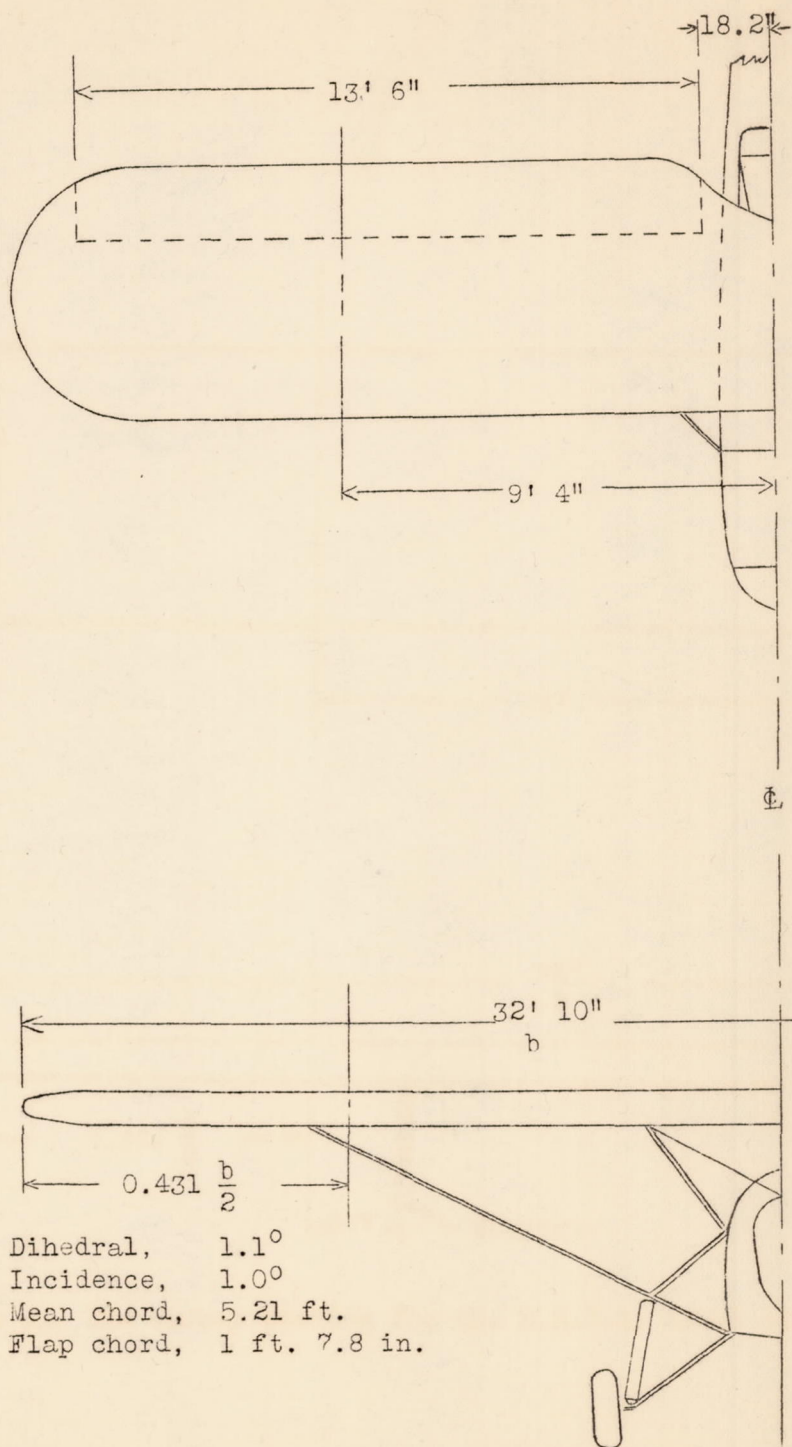 18.2"
13' 6"
9' 4"
℄
32' 10"
b
0.431 b/2
Dihedral, 1.1°
Incidence, 1.0°
Mean chord, 5.21 ft.
Flap chord, 1 ft. 7.8 in.